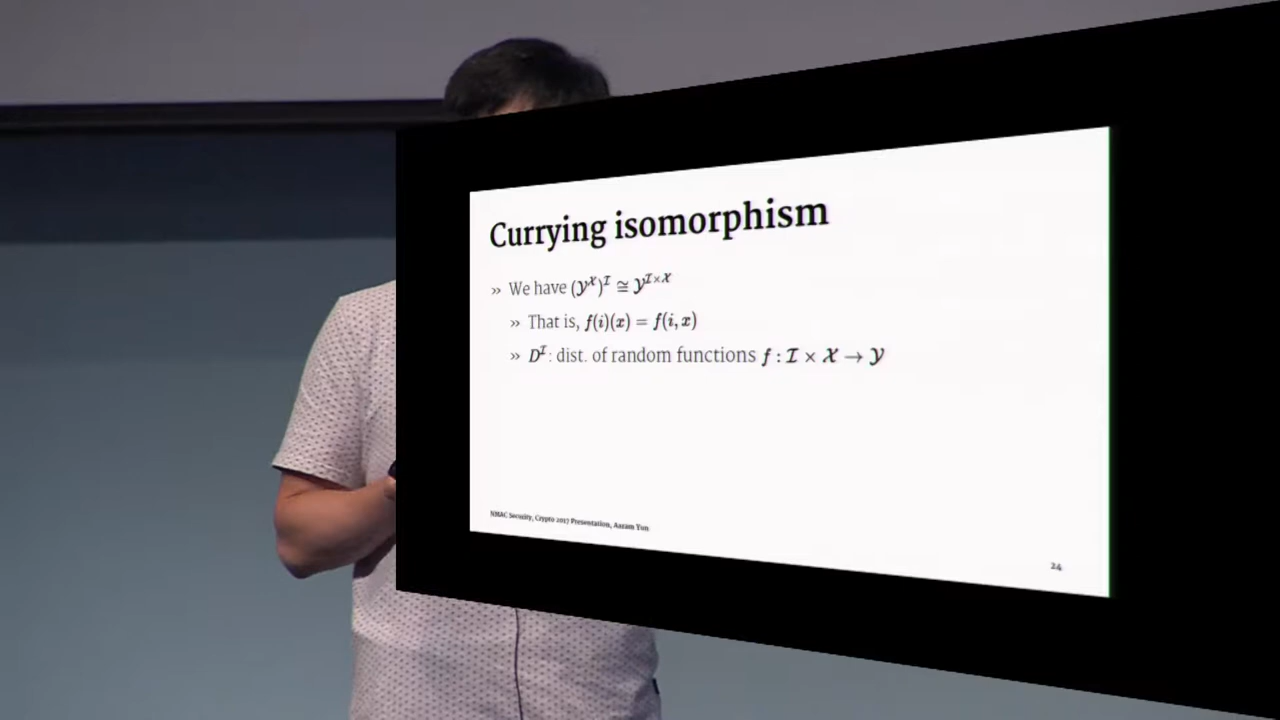 Currying isomorphism
» We have (𝒴^𝒳)^ℐ ≅ 𝒴^{ℐ×𝒳}
» That is, f(i)(x) = f(i, x)
» D^ℐ: dist. of random functions f : ℐ × 𝒳 → 𝒴
NMAC Security, Crypto 2017 Presentation, Aaram Yun
24